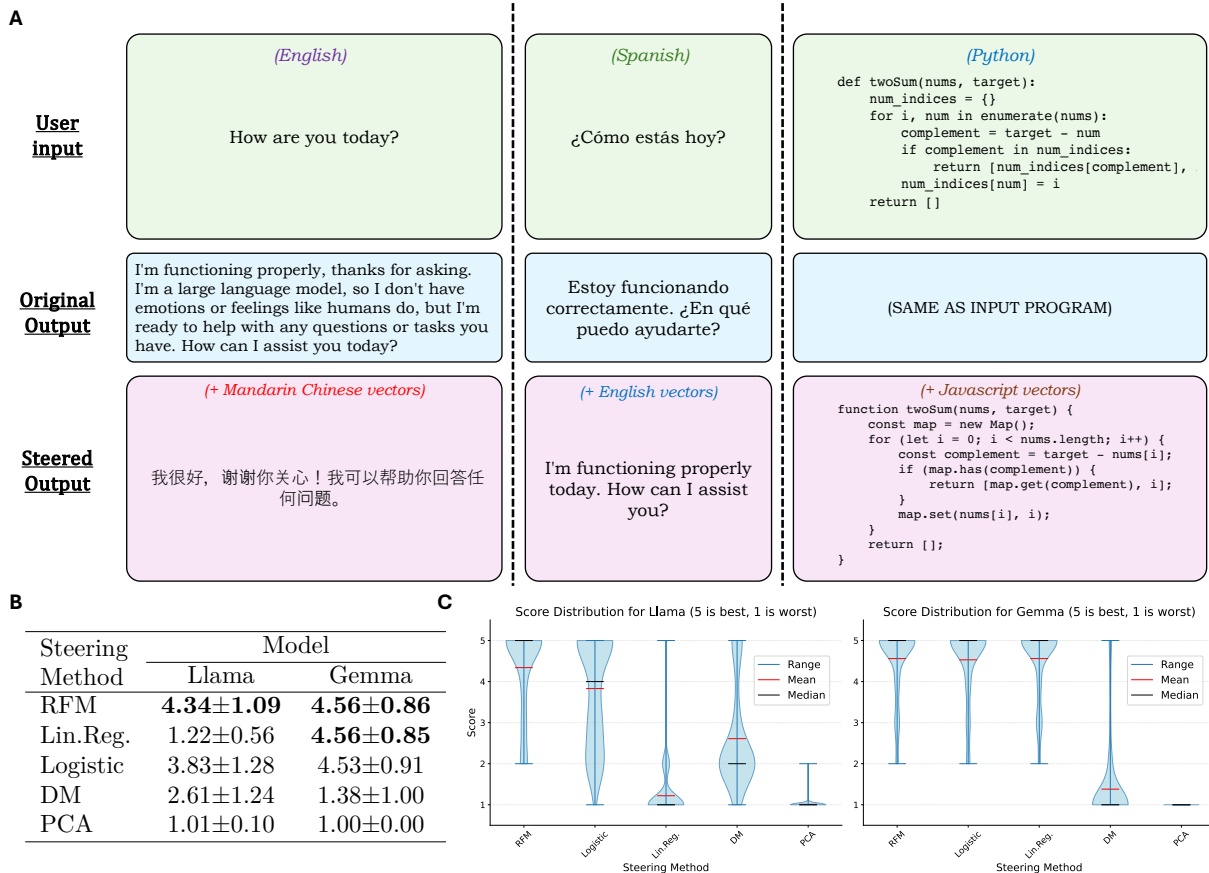 A
(English)
(Spanish)
(Python)
User
input
How are you today?
¿Cómo estás hoy?
def twoSum(nums, target):
    num_indices = {}
    for i, num in enumerate(nums):
        complement = target - num
        if complement in num_indices:
            return [num_indices[complement],
        num_indices[num] = i
    return []
Original
Output
I'm functioning properly, thanks for asking.
I'm a large language model, so I don't have
emotions or feelings like humans do, but I'm
ready to help with any questions or tasks you
have. How can I assist you today?
Estoy funcionando
correctamente. ¿En qué
puedo ayudarte?
(SAME AS INPUT PROGRAM)
Steered
Output
(+ Mandarin Chinese vectors)
我很好，谢谢你关心！我可以帮助你回答任
何问题。
(+ English vectors)
I'm functioning properly
today. How can I assist
you?
(+ Javascript vectors)
function twoSum(nums, target) {
    const map = new Map();
    for (let i = 0; i < nums.length; i++) {
        const complement = target - nums[i];
        if (map.has(complement)) {
            return [map.get(complement), i];
        }
        map.set(nums[i], i);
    }
    return [];
}
B
Steering Model
Method Llama Gemma
RFM 4.34±1.09 4.56±0.86
Lin.Reg. 1.22±0.56 4.56±0.85
Logistic 3.83±1.28 4.53±0.91
DM 2.61±1.24 1.38±1.00
PCA 1.01±0.10 1.00±0.00
C
Score Distribution for Llama (5 is best, 1 is worst)
Score
5
4
3
2
1
Range
Mean
Median
RFM
Logistic
Lin.Reg.
DM
PCA
Steering Method
Score Distribution for Gemma (5 is best, 1 is worst)
5
4
3
2
1
Range
Mean
Median
RFM
Logistic
Lin.Reg.
DM
PCA
Steering Method